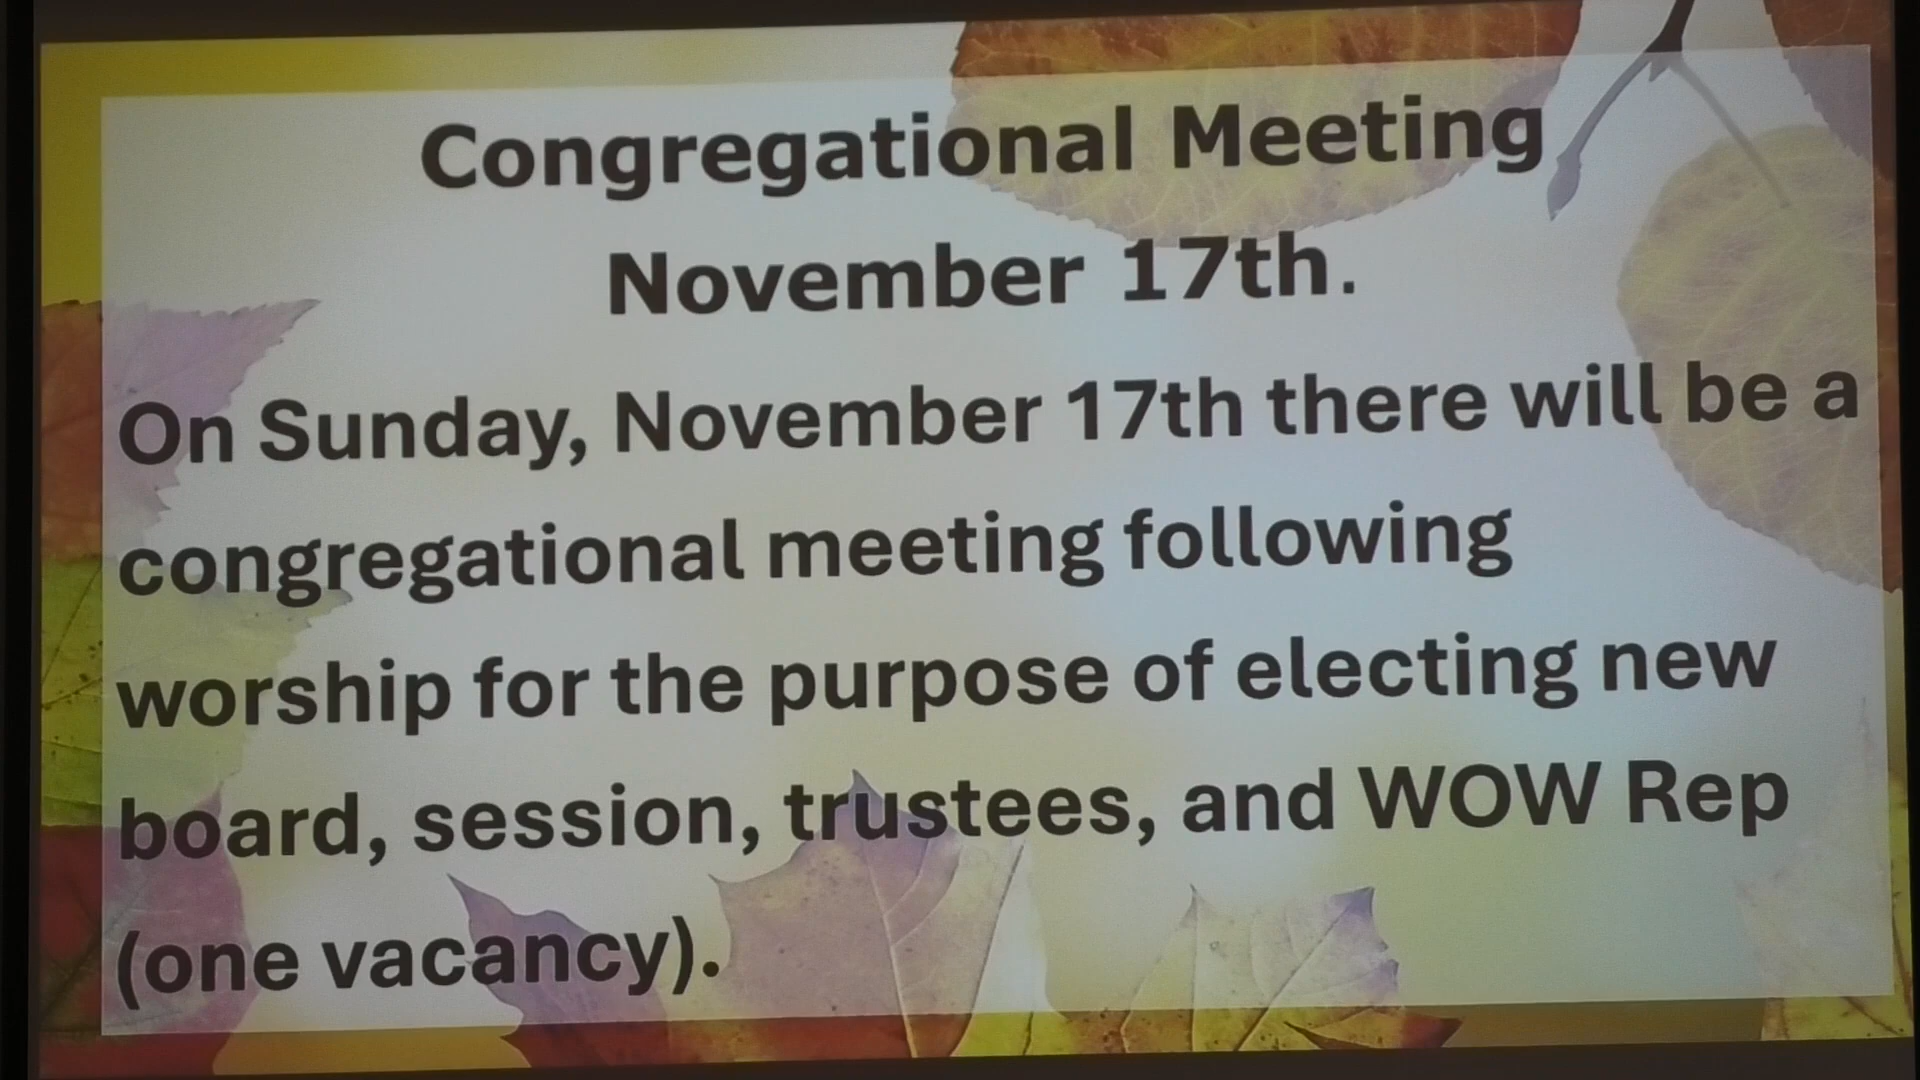 Congregational Meeting
November 17th.
On Sunday, November 17th there will be a
congregational meeting following
worship for the purpose of electing new
board, session, trustees, and WOW Rep
(one vacancy).